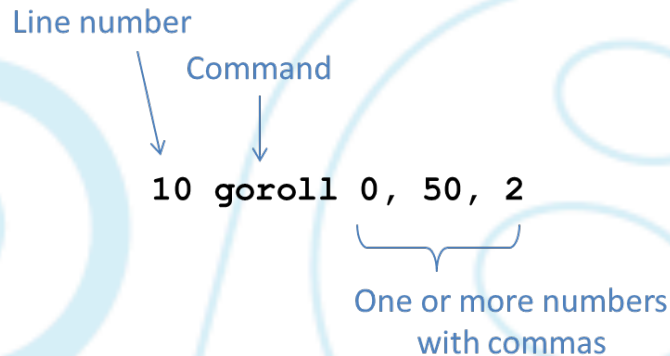 Line number
Command
10 goroll 0, 50, 2
One or more numbers
with commas